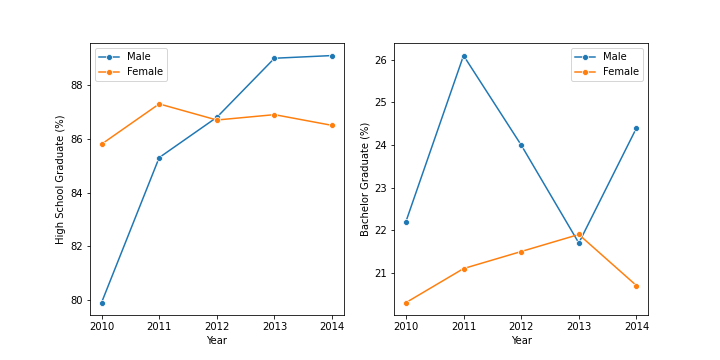 Male
Female
High School Graduate (%)
88
86
84
82
80
2010 2011 2012 2013 2014
Year
Male
Female
Bachelor Graduate (%)
26
25
24
23
22
21
2010 2011 2012 2013 2014
Year